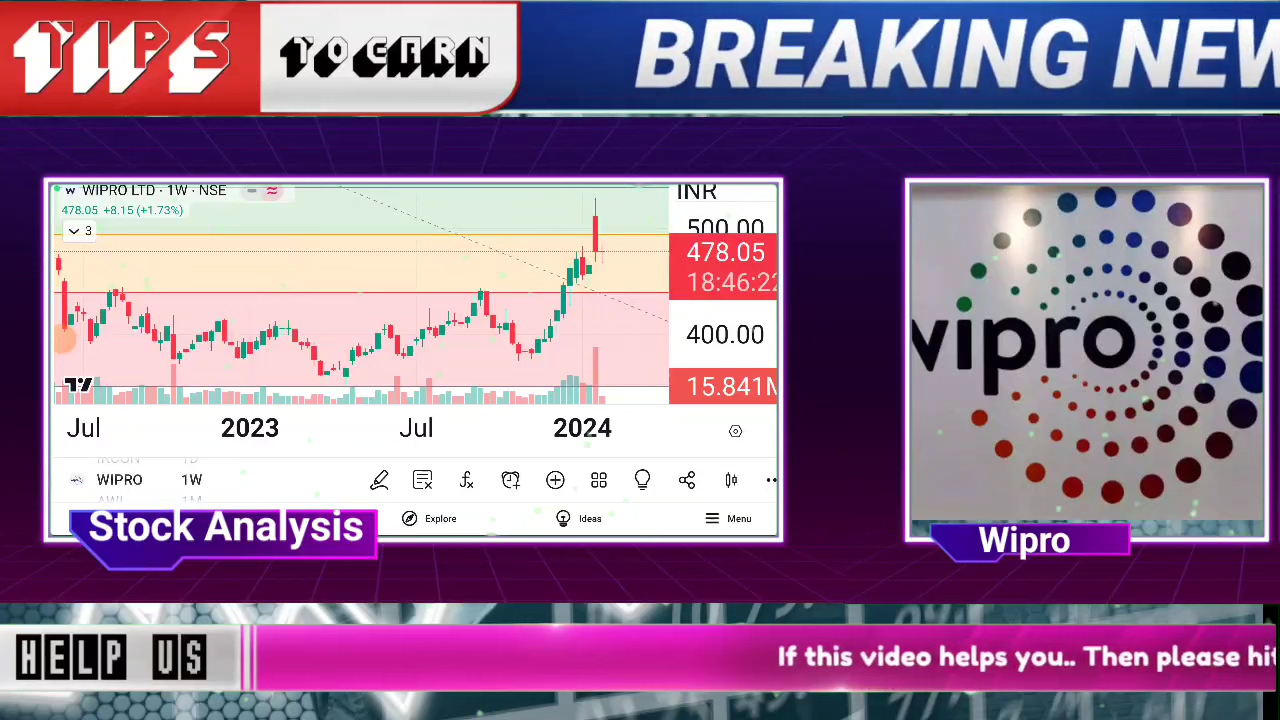 TIPS
TO EARN
BREAKING NEW
W WIPRO LTD · 1W · NSE
INR
478.05 +8.15 (+1.73%)
3
500.00
478.05
18:46:22
400.00
15.841M
Jul 2023 Jul 2024
WIPRO 1W
Explore
Ideas
Menu
Stock Analysis
wipro
Wipro
HELP US
If this video helps you.. Then please hit